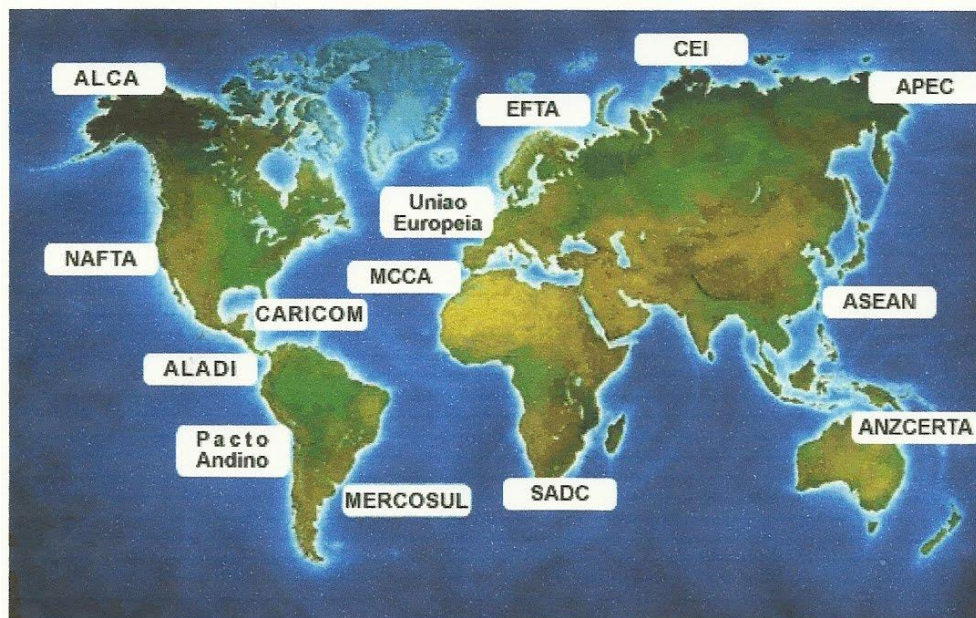 CEI
ALCA
APEC
EFTA
Uniao
Europeia
NAFTA
MCCA
ASEAN
CARICOM
ALADI
ANZCERTA
Pacto
Andino
SADC
MERCOSUL